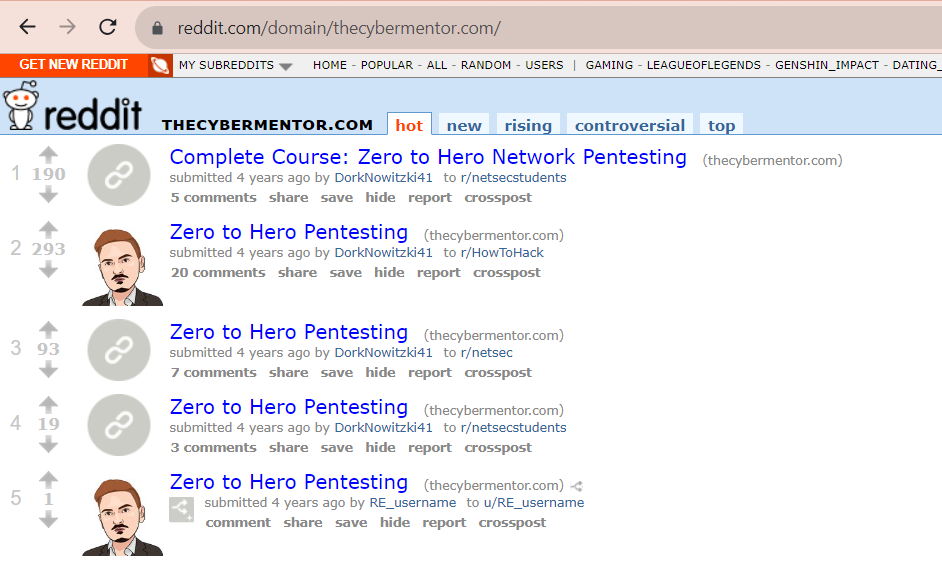 reddit.com/domain/thecybermentor.com/
GET NEW REDDIT MY SUBREDDITS HOME - POPULAR - ALL - RANDOM - USERS | GAMING - LEAGUEOFLEGENDS - GENSHIN_IMPACT - DATING_
reddit THECYBERMENTOR.COM hot new rising controversial top
1 190 Complete Course: Zero to Hero Network Pentesting (thecybermentor.com)
submitted 4 years ago by DorkNowitzki41 to r/netsecstudents
5 comments share save hide report crosspost
2 293 Zero to Hero Pentesting (thecybermentor.com)
submitted 4 years ago by DorkNowitzki41 to r/HowToHack
20 comments share save hide report crosspost
3 93 Zero to Hero Pentesting (thecybermentor.com)
submitted 4 years ago by DorkNowitzki41 to r/netsec
7 comments share save hide report crosspost
4 19 Zero to Hero Pentesting (thecybermentor.com)
submitted 4 years ago by DorkNowitzki41 to r/netsecstudents
3 comments share save hide report crosspost
5 1 Zero to Hero Pentesting (thecybermentor.com)
submitted 4 years ago by RE_username to u/RE_username
comment share save hide report crosspost